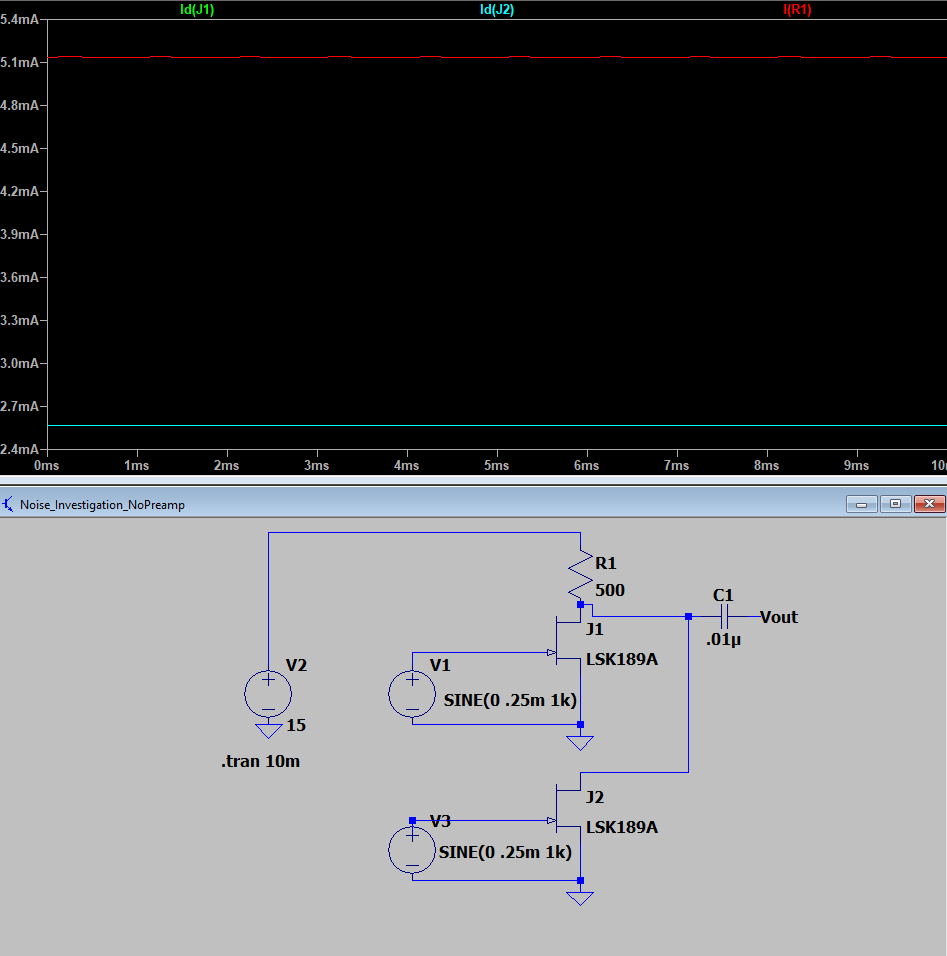 Id(J1) Id(J2) I(R1)
5.4mA
5.1mA
4.8mA
4.5mA
4.2mA
3.9mA
3.6mA
3.3mA
3.0mA
2.7mA
2.4mA
0ms 1ms 2ms 3ms 4ms 5ms 6ms 7ms 8ms 9ms 10
Noise_Investigation_NoPreamp
R1
500
C1
Vout
.01µ
J1
LSK189A
V2
15
V1
SINE(0 .25m 1k)
.tran 10m
J2
LSK189A
V3
SINE(0 .25m 1k)